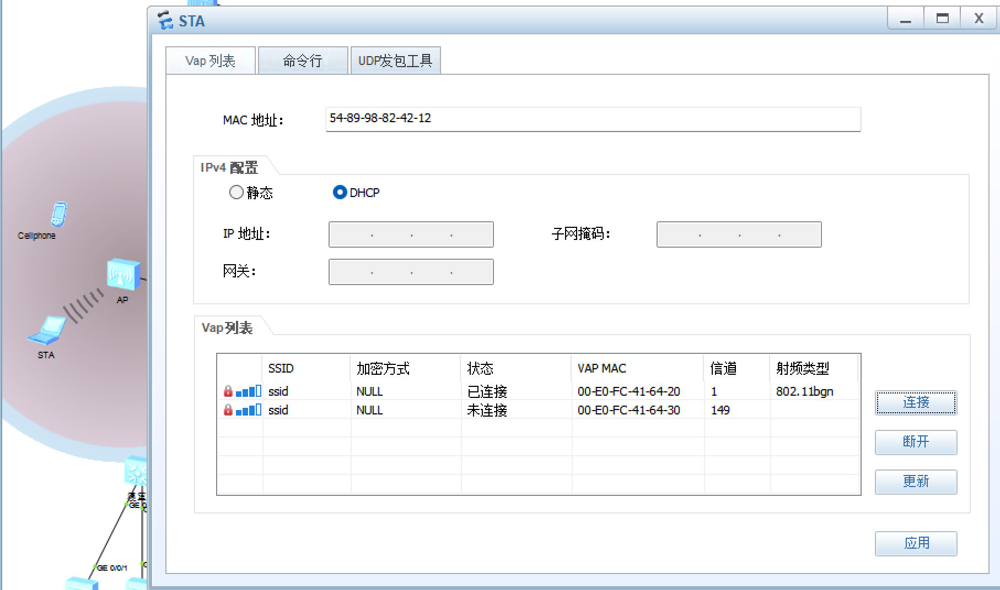 STA
X
Vap 列表
命令行
UDP发包工具
MAC 地址：
54-89-98-82-42-12
IPv4 配置
静态
DHCP
IP 地址：
子网掩码：
网关：
Vap列表
SSID 加密方式 状态 VAP MAC 信道 射频类型
ssid NULL 已连接 00-E0-FC-41-64-20 1 802.11bgn
ssid NULL 未连接 00-E0-FC-41-64-30 149
连接
断开
更新
应用
Cellphone
AP
STA
GE 0/0/1